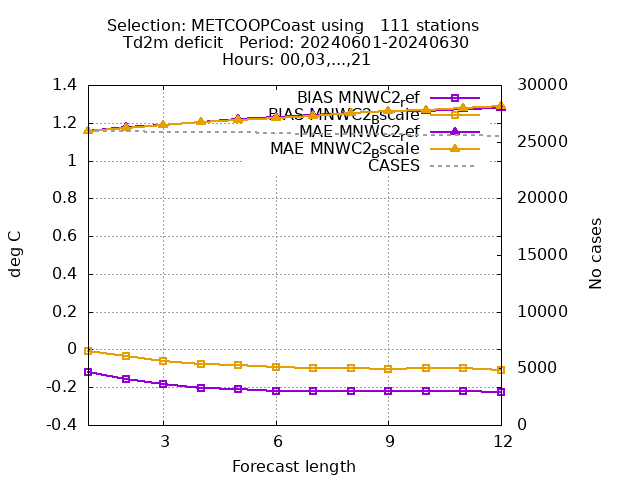 Selection: METCOOPCoast using   111 stations
Td2m deficit   Period: 20240601-20240630
Hours: 00,03,...,21
BIAS MNWC2_ref
BIAS MNWC2_Bscale
MAE MNWC2_ref
MAE MNWC2_Bscale
CASES
1.4
1.2
1
0.8
0.6
0.4
0.2
0
-0.2
-0.4
deg C
30000
25000
20000
15000
10000
5000
0
No cases
3
6
9
12
Forecast length